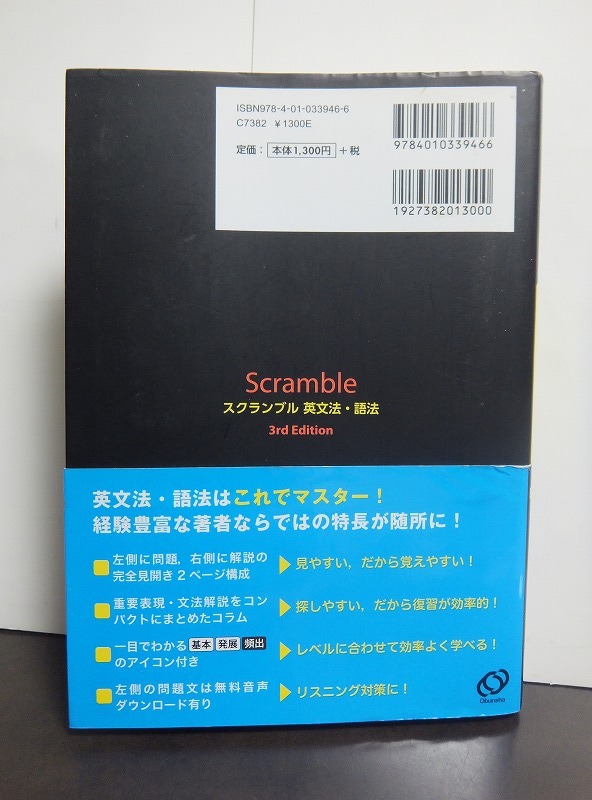 ISBN978-4-01-033946-6
C7382 ¥1300E
定価： 本体1,300円 ＋税
9784010339466
1927382013000
Scramble
スクランブル 英文法・語法
3rd Edition
英文法・語法はこれでマスター！
経験豊富な著者ならではの特長が随所に！
左側に問題，右側に解説の
完全見開き2ページ構成
見やすい，だから覚えやすい！
重要表現・文法解説をコン
パクトにまとめたコラム
探しやすい，だから復習が効率的！
一目でわかる 基本 発展 頻出
のアイコン付き
レベルに合わせて効率よく学べる！
左側の問題文は無料音声
ダウンロード有り
リスニング対策に！
Obunsha